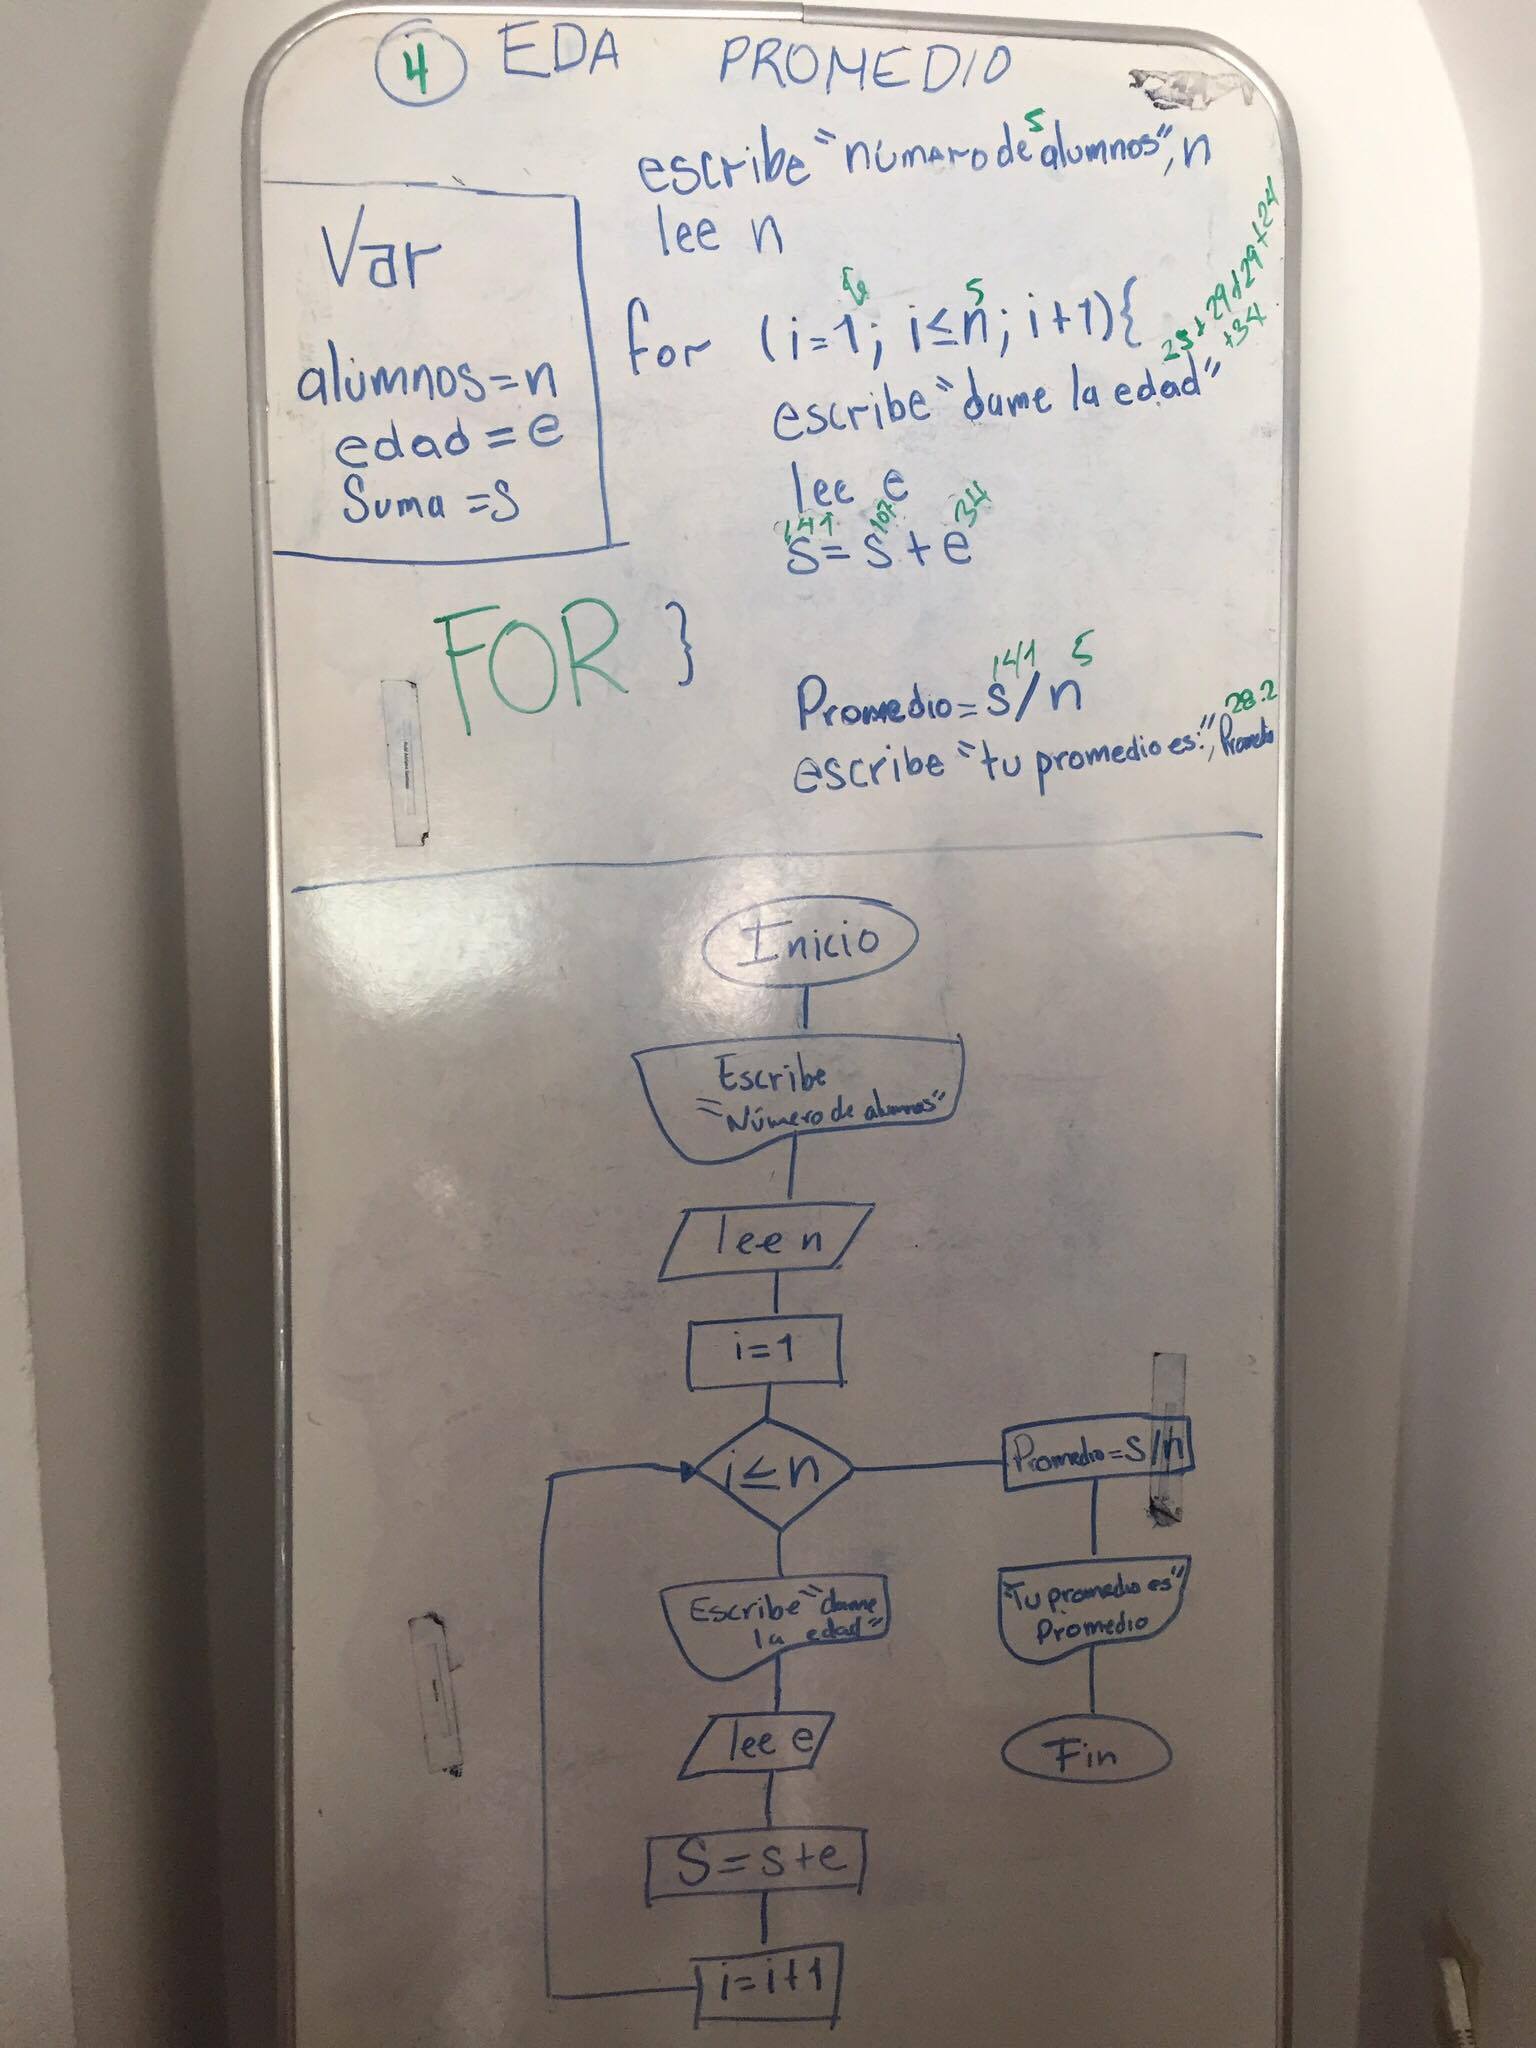 4 EDA PROMEDIO
5
escribe "número de alumnos", n
lee n
Var
alumnos = n
edad = e
Suma = s
5
for (i=1; i≤n; i+1){
+29+29+24
+34
escribe "dame la edad"
lee e
141 107 34
s = s + e
FOR }
141 5
Promedio = s/n
28.2
escribe "tu promedio es:", Promedio
Inicio
Escribe
"Número de alumnos"
lee n
i=1
i≤n
Promedio = s/n
Escribe "dame
la edad"
"Tu promedio es"
Promedio
lee e
Fin
S = s+e
i=i+1